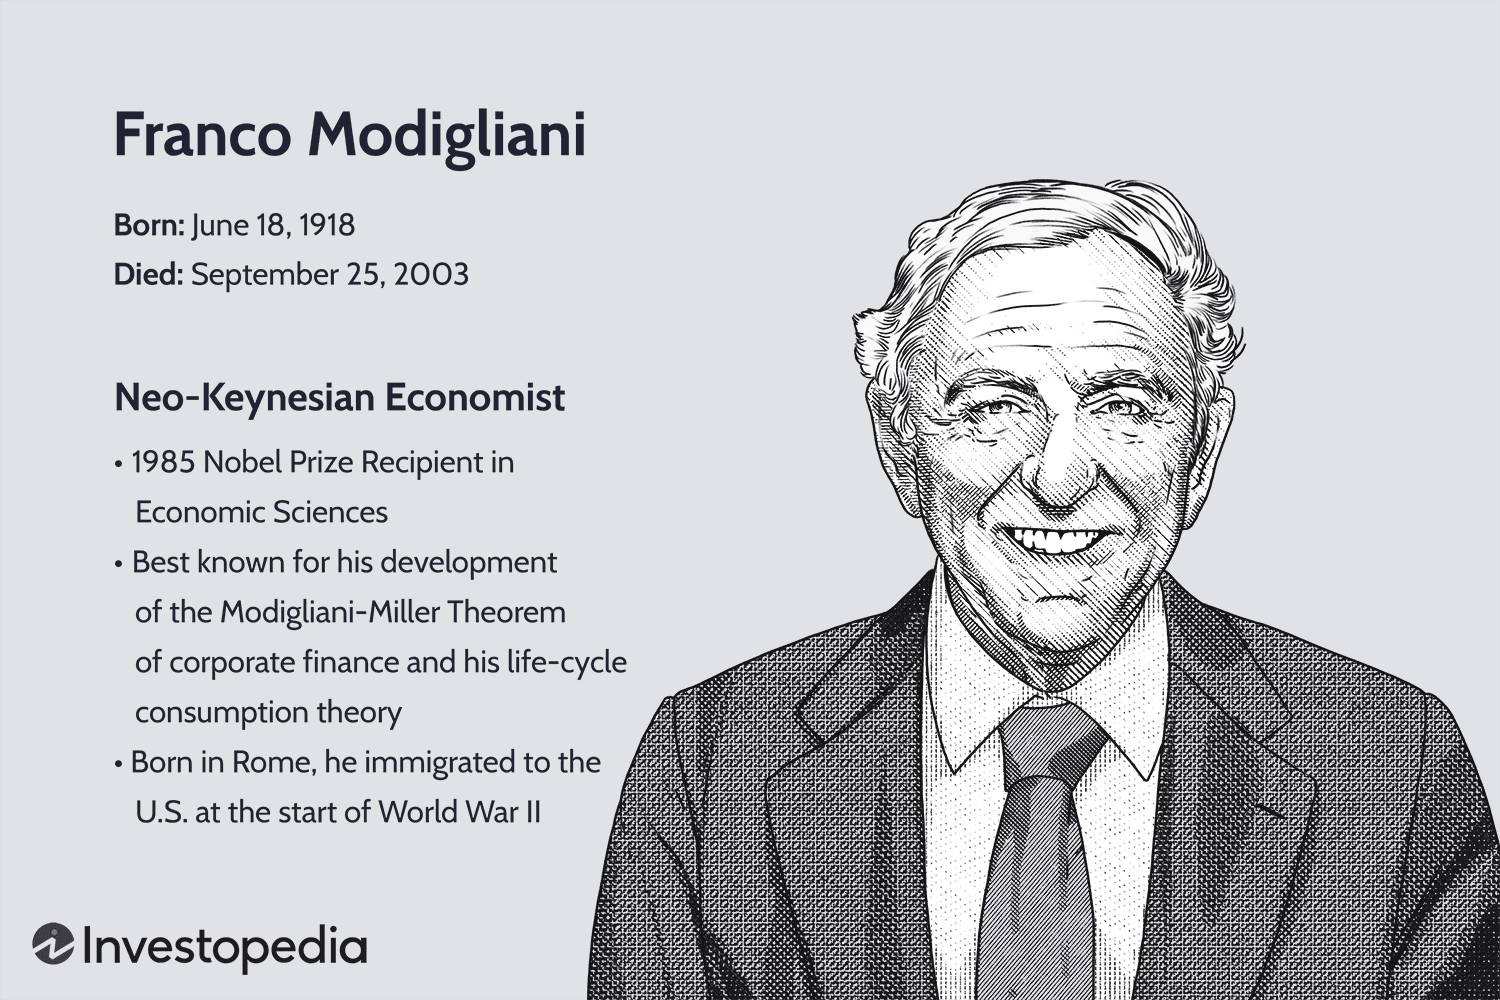 Franco Modigliani
Born: June 18, 1918
Died: September 25, 2003
Neo-Keynesian Economist
• 1985 Nobel Prize Recipient in
Economic Sciences
• Best known for his development
of the Modigliani-Miller Theorem
of corporate finance and his life-cycle
consumption theory
• Born in Rome, he immigrated to the
U.S. at the start of World War II
Investopedia